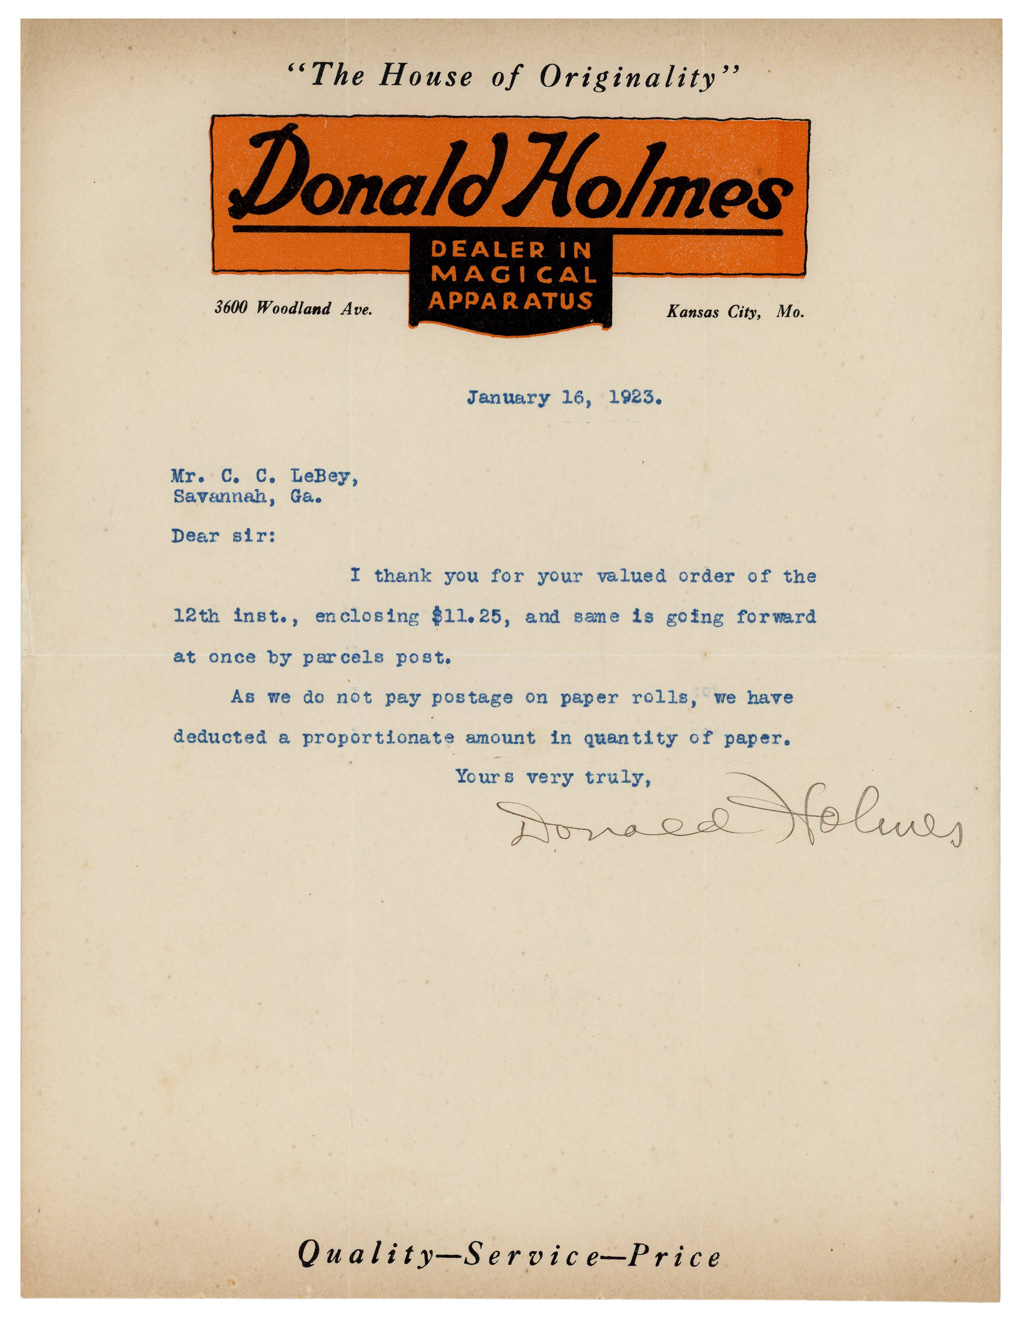 “The House of Originality”
Donald Holmes
DEALER IN
MAGICAL
APPARATUS
3600 Woodland Ave.
Kansas City, Mo.
January 16, 1923.
Mr. C. C. LeBey,
Savannah, Ga.
Dear sir:
I thank you for your valued order of the
12th inst., enclosing $11.25, and same is going forward
at once by parcels post.
As we do not pay postage on paper rolls, we have
deducted a proportionate amount in quantity of paper.
Yours very truly,
Donald Holmes
Quality—Service—Price